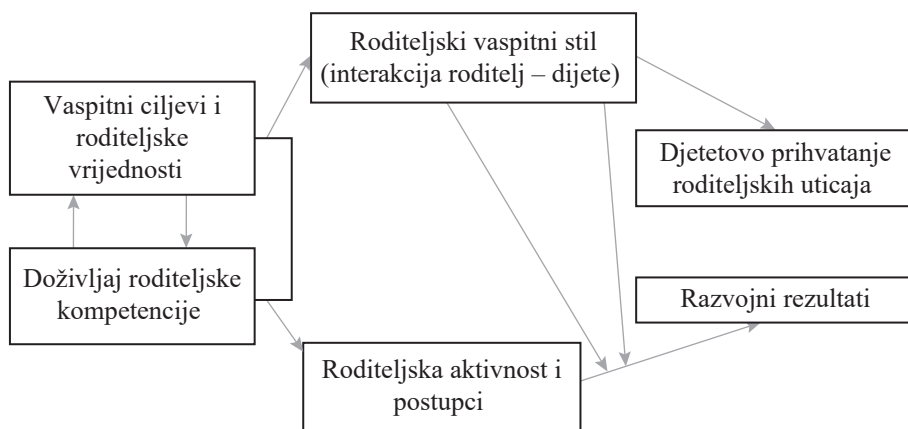 Roditeljski vaspitni stil
(interakcija roditelj – dijete)
Vaspitni ciljevi i
roditeljske
vrijednosti
Djetetovo prihvatanje
roditeljskih uticaja
Doživljaj roditeljske
kompetencije
Razvojni rezultati
Roditeljska aktivnost i
postupci